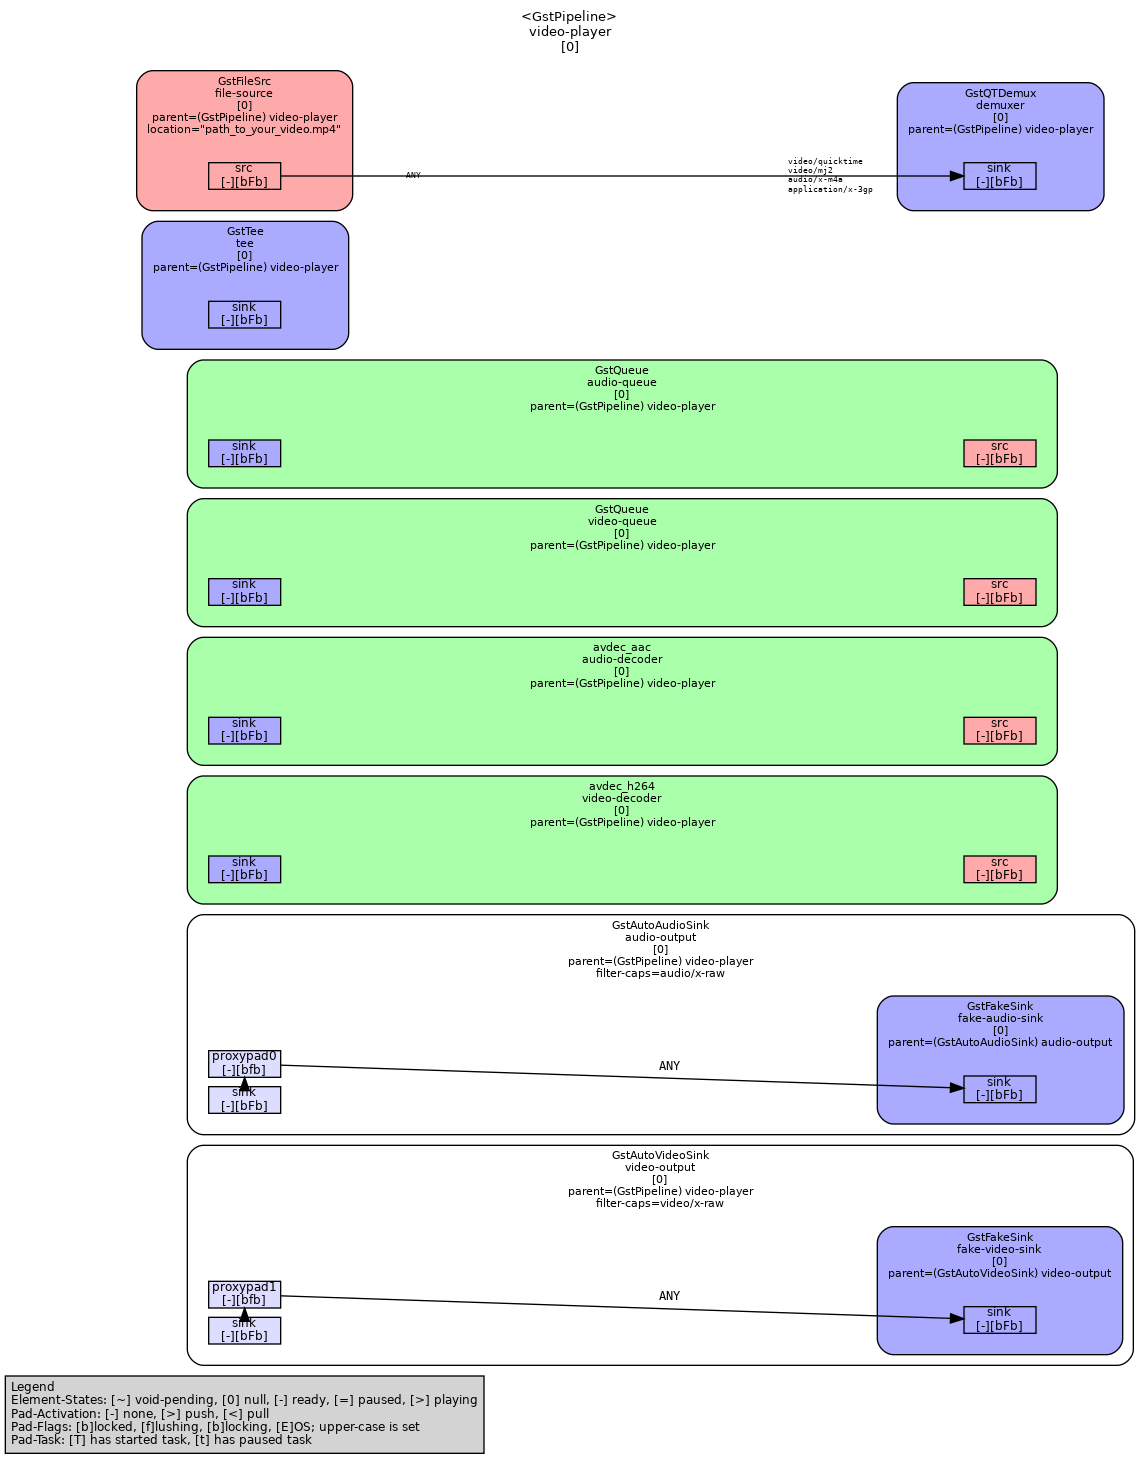 <GstPipeline>
video-player
[0]
GstFileSrc
file-source
[0]
parent=(GstPipeline) video-player
location="path_to_your_video.mp4"
src
[-][bFb]
ANY
video/quicktime
video/mj2
audio/x-m4a
application/x-3gp
GstQTDemux
demuxer
[0]
parent=(GstPipeline) video-player
sink
[-][bFb]
GstTee
tee
[0]
parent=(GstPipeline) video-player
sink
[-][bFb]
GstQueue
audio-queue
[0]
parent=(GstPipeline) video-player
sink
[-][bFb]
src
[-][bFb]
GstQueue
video-queue
[0]
parent=(GstPipeline) video-player
sink
[-][bFb]
src
[-][bFb]
avdec_aac
audio-decoder
[0]
parent=(GstPipeline) video-player
sink
[-][bFb]
src
[-][bFb]
avdec_h264
video-decoder
[0]
parent=(GstPipeline) video-player
sink
[-][bFb]
src
[-][bFb]
GstAutoAudioSink
audio-output
[0]
parent=(GstPipeline) video-player
filter-caps=audio/x-raw
proxypad0
[-][bfb]
sink
[-][bFb]
ANY
GstFakeSink
fake-audio-sink
[0]
parent=(GstAutoAudioSink) audio-output
sink
[-][bFb]
GstAutoVideoSink
video-output
[0]
parent=(GstPipeline) video-player
filter-caps=video/x-raw
proxypad1
[-][bfb]
sink
[-][bFb]
ANY
GstFakeSink
fake-video-sink
[0]
parent=(GstAutoVideoSink) video-output
sink
[-][bFb]
Legend
Element-States: [~] void-pending, [0] null, [-] ready, [=] paused, [>] playing
Pad-Activation: [-] none, [>] push, [<] pull
Pad-Flags: [b]locked, [f]lushing, [b]locking, [E]OS; upper-case is set
Pad-Task: [T] has started task, [t] has paused task